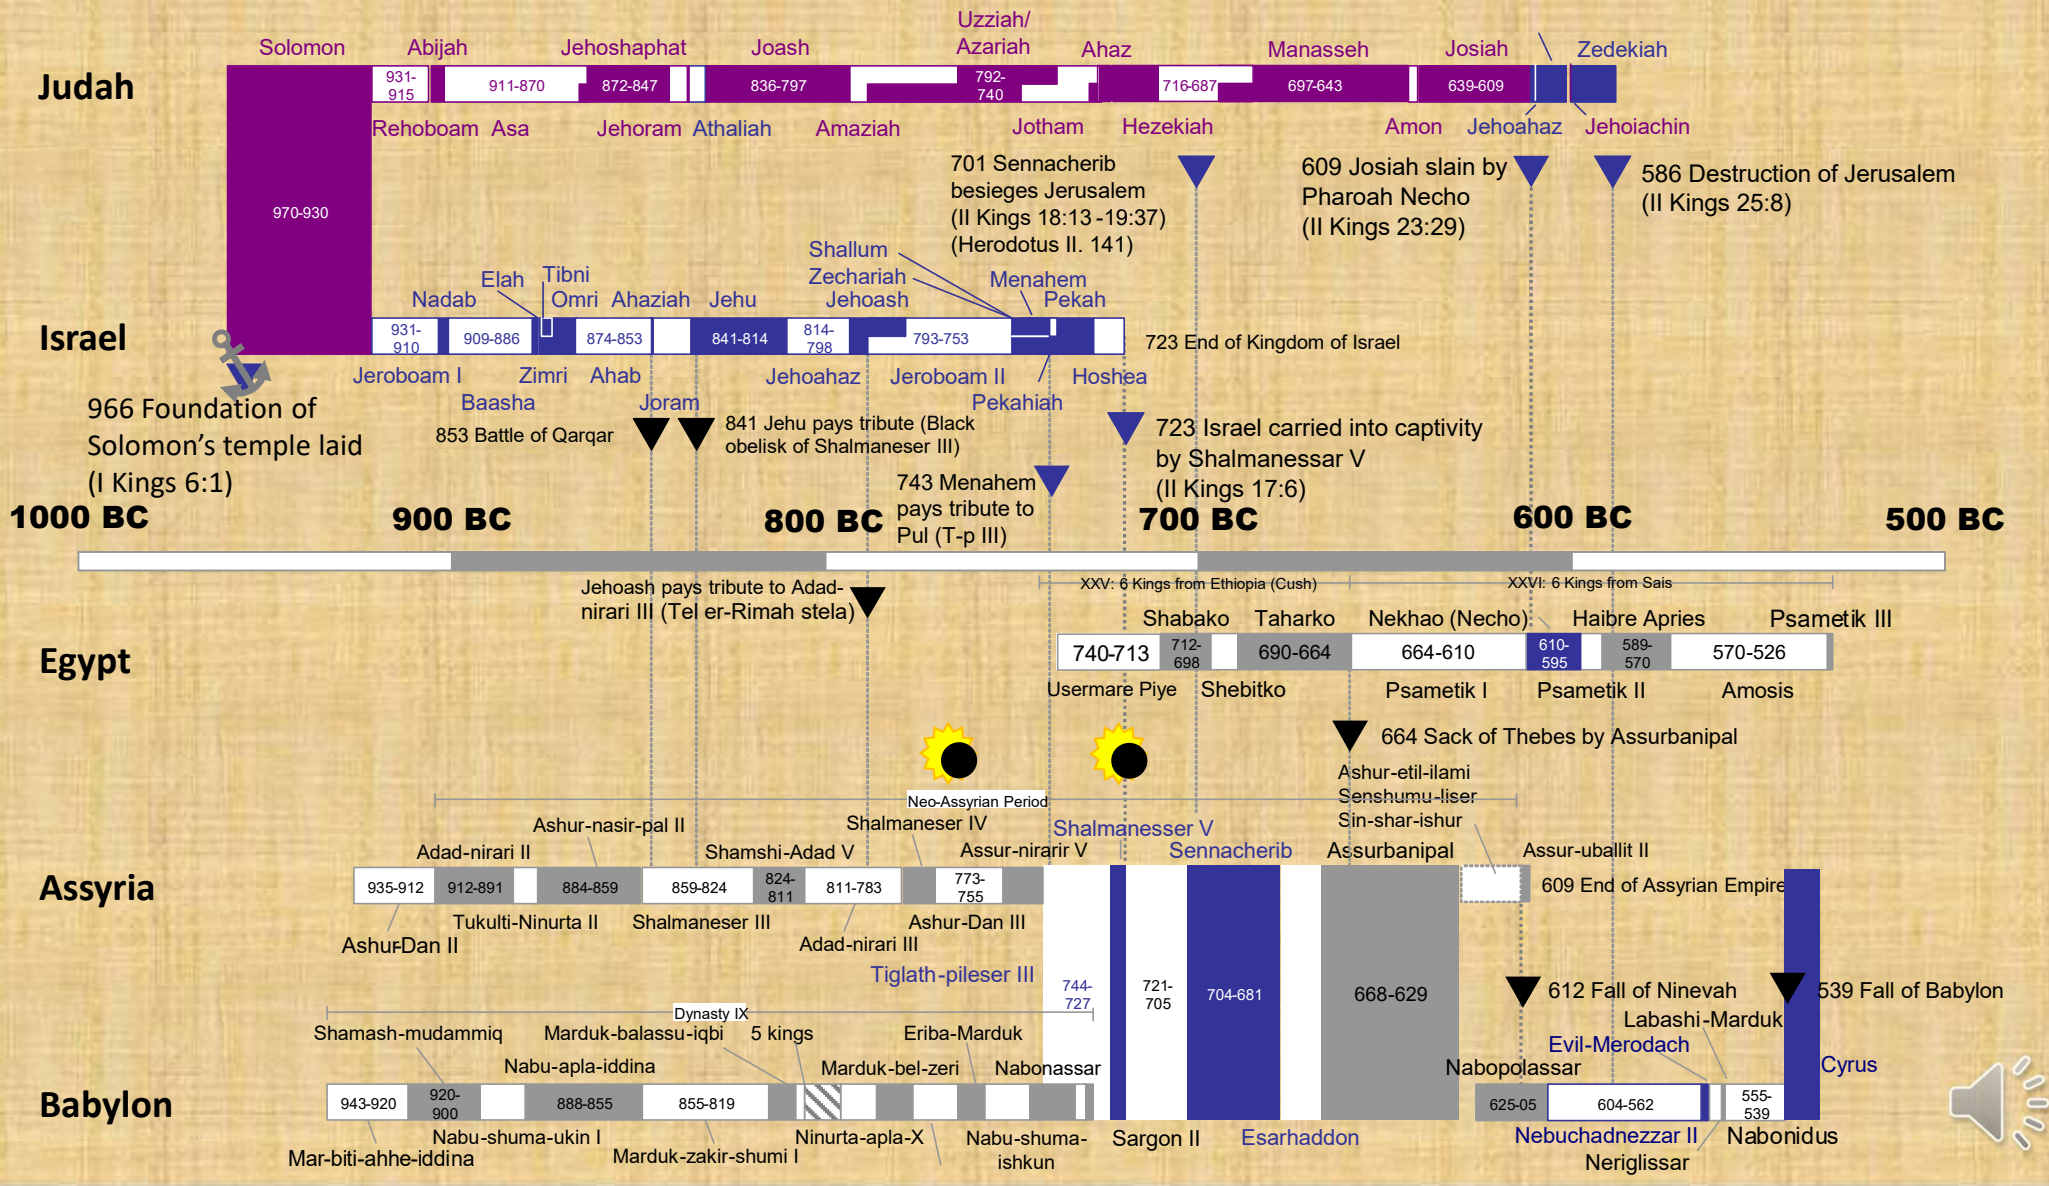 Uzziah/
Solomon Abijah Jehoshaphat Joash Azariah Ahaz Manasseh Josiah Zedekiah
Judah
931-
915
911-870
872-847
836-797
792-
740
716-687
697-643
639-609
Rehoboam Asa Jehoram Athaliah Amaziah Jotham Hezekiah Amon Jehoahaz Jehoiachin
970-930
701 Sennacherib
besieges Jerusalem
(II Kings 18:13 -19:37)
(Herodotus II. 141)
609 Josiah slain by
Pharoah Necho
(II Kings 23:29)
586 Destruction of Jerusalem
(II Kings 25:8)
Shallum
Zechariah
Elah Tibni Menahem
Nadab Omri Ahaziah Jehu Jehoash Pekah
Israel
931-
910
909-886
874-853
841-814
814-
798
793-753
723 End of Kingdom of Israel
Jeroboam I Zimri Ahab Jehoahaz Jeroboam II Hoshea
Baasha Joram Pekahiah
966 Foundation of
Solomon’s temple laid
(I Kings 6:1)
853 Battle of Qarqar
841 Jehu pays tribute (Black
obelisk of Shalmaneser III)
743 Menahem
pays tribute to
Pul (T-p III)
723 Israel carried into captivity
by Shalmanessar V
(II Kings 17:6)
1000 BC 900 BC 800 BC 700 BC 600 BC 500 BC
Jehoash pays tribute to Adad-
nirari III (Tel er-Rimah stela)
XXV: 6 Kings from Ethiopia (Cush) XXVI: 6 Kings from Sais
Shabako Taharko Nekhao (Necho) Haibre Apries Psametik III
Egypt
740-713
712-
698
690-664
664-610
610-
595
589-
570
570-526
Usermare Piye Shebitko Psametik I Psametik II Amosis
664 Sack of Thebes by Assurbanipal
Ashur-etil-ilami
Senshumu-liser
Sin-shar-ishur
Neo-Assyrian Period
Ashur-nasir-pal II Shalmaneser IV Shalmanesser V
Adad-nirari II Shamshi-Adad V Assur-nirarir V Sennacherib Assurbanipal Assur-uballit II
Assyria
935-912
912-891
884-859
859-824
824-
811
811-783
773-
755
609 End of Assyrian Empire
Tukulti-Ninurta II Shalmaneser III Ashur-Dan III
Ashur-Dan II Adad-nirari III
Tiglath-pileser III
744-
727
721-
705
704-681
668-629
612 Fall of Ninevah
539 Fall of Babylon
Dynasty IX
Shamash-mudammiq Marduk-balassu-iqbi 5 kings Eriba-Marduk
Labashi-Marduk
Evil-Merodach
Nabu-apla-iddina Marduk-bel-zeri Nabonassar Nabopolassar Cyrus
Babylon
943-920
920-
900
888-855
855-819
625-05
604-562
555-
539
Nabu-shuma-ukin I Ninurta-apla-X Nabu-shuma-
ishkun
Sargon II Esarhaddon Nebuchadnezzar II Nabonidus
Mar-biti-ahhe-iddina Marduk-zakir-shumi I Neriglissar